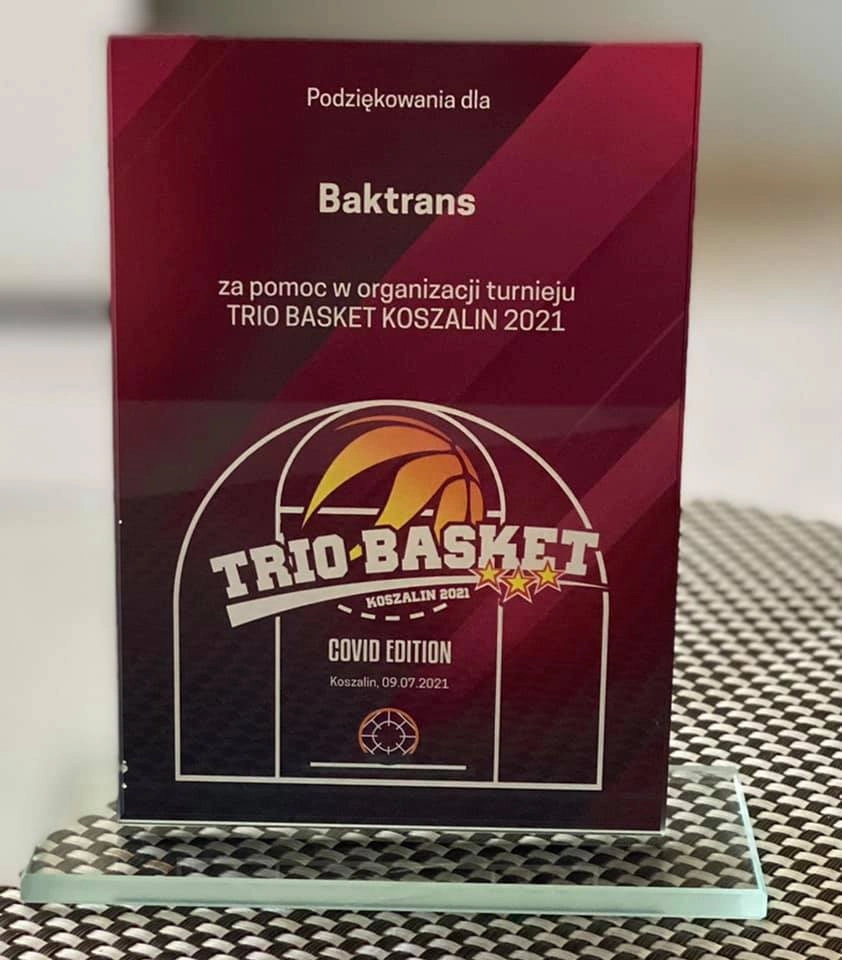 Podziękowania dla
Baktrans
za pomoc w organizacji turnieju
TRIO BASKET KOSZALIN 2021
TRIO BASKET
KOSZALIN 2021
COVID EDITION
Koszalin, 09.07.2021